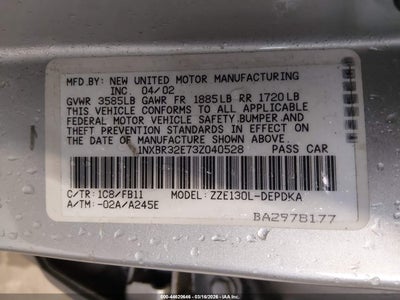 MFD.BY: NEW UNITED MOTOR MANUFACTURING
INC. 04/02
GVWR 3585LB GAWR FR 1885LB RR 1720LB
THIS VEHICLE CONFORMS TO ALL APPLICABLE
FEDERAL MOTOR VEHICLE SAFETY,BUMPER AND
THEFT PREVENTION STANDARDS IN EFFECT ON
THE DATE OF MANUFACTURE SHOWN ABOVE.
1NXBR32E73Z040528 PASS CAR
C/TR: 1C8/FB11 MODEL: ZZE130L-DEPDKA
A/TM: -02A/A245E
BA297B177
000-44620646 - 03/18/2026 - IAAI.COM